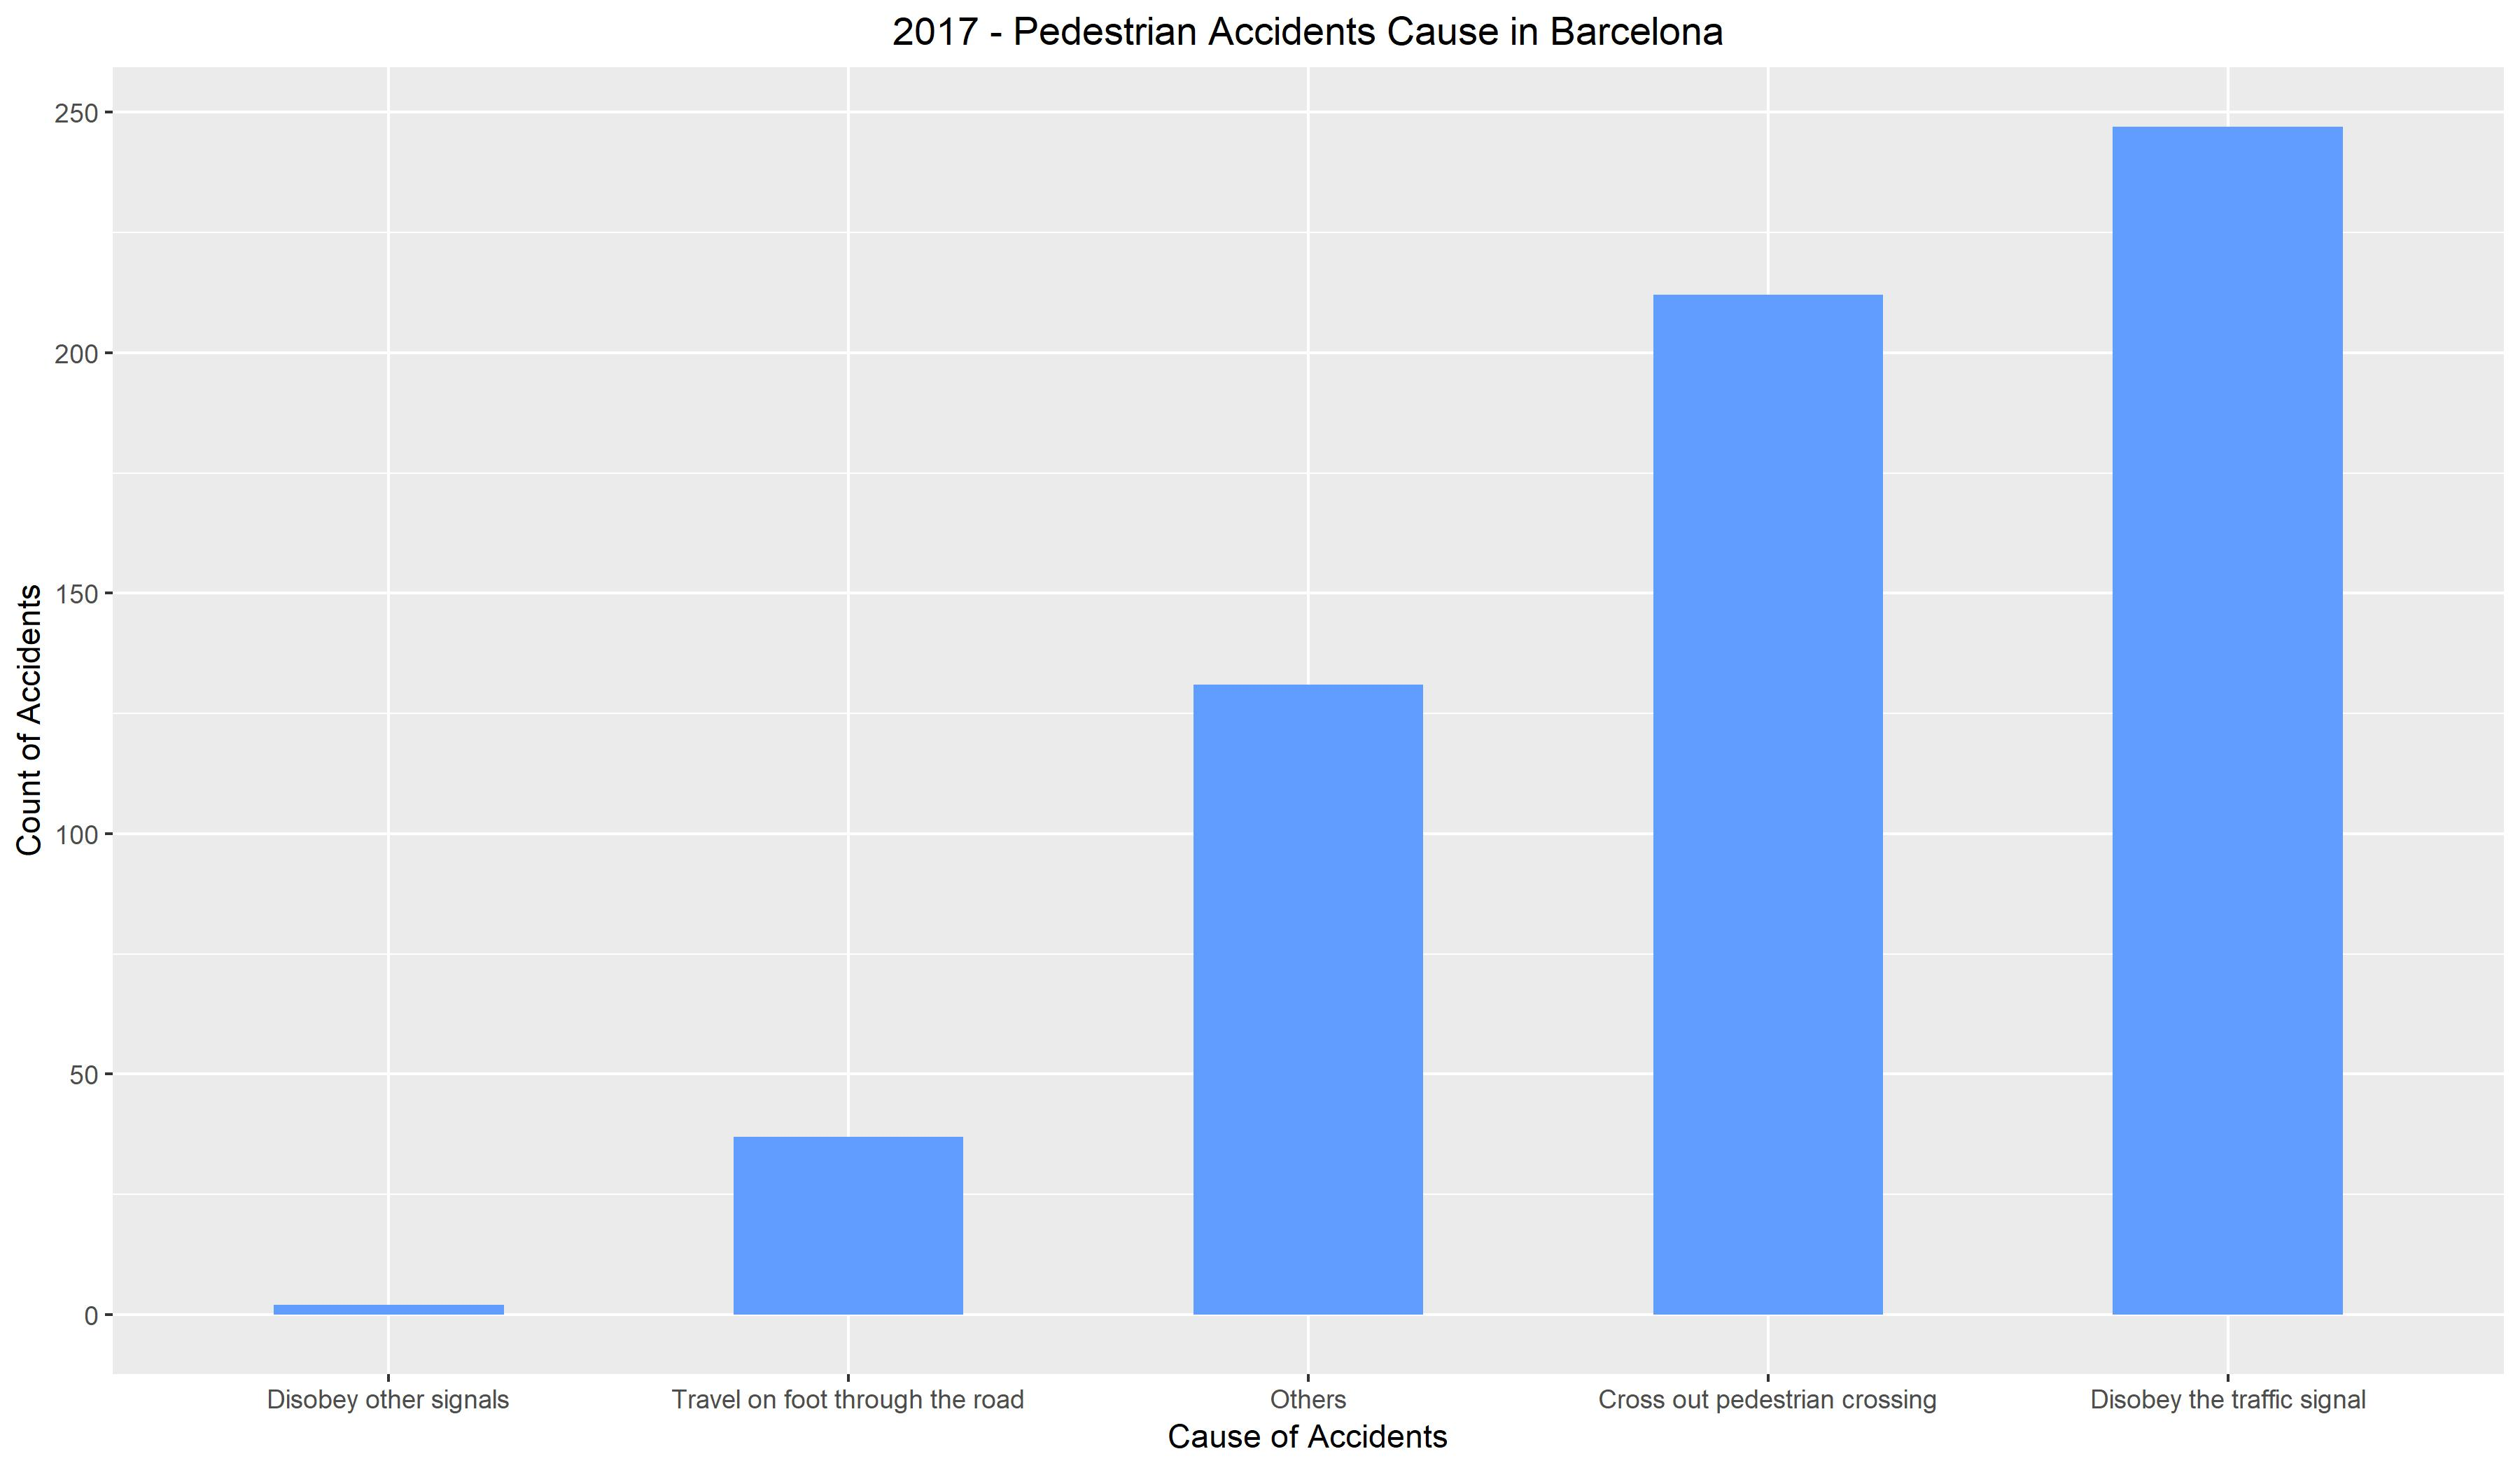 2017 - Pedestrian Accidents Cause in Barcelona
250
200
150
100
50
0
Count of Accidents
Disobey other signals
Travel on foot through the road
Others
Cross out pedestrian crossing
Disobey the traffic signal
Cause of Accidents